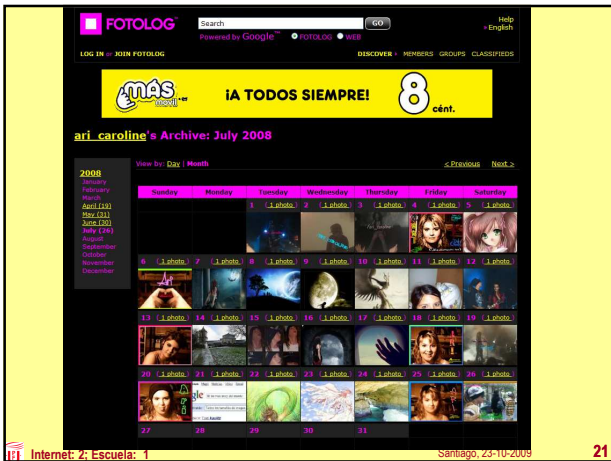 FOTOLOG™
Search
GO
Powered by Google™ FOTOLOG WEB
Help
English
LOG IN or JOIN FOTOLOG
DISCOVER MEMBERS GROUPS CLASSIFIEDS
MÁS movil
¡A TODOS SIEMPRE! 8 cént.
ari_caroline's Archive: July 2008
View by: Day | Month
< Previous Next >
2008
January
February
March
April (19)
May (31)
June (30)
July (26)
August
September
October
November
December
Sunday Monday Tuesday Wednesday Thursday Friday Saturday
1 (1 photo) 2 (1 photo) 3 (1 photo) 4 (1 photo) 5 (1 photo)
6 (1 photo) 7 (1 photo) 8 (1 photo) 9 (1 photo) 10 (1 photo) 11 (1 photo) 12 (1 photo)
13 (1 photo) 14 (1 photo) 15 (1 photo) 16 (1 photo) 17 (1 photo) 18 (1 photo) 19 (1 photo)
20 (1 photo) 21 (1 photo) 22 (1 photo) 23 (1 photo) 24 (1 photo) 25 (1 photo) 26 (1 photo)
27 28 29 30 31
Internet: 2; Escuela: 1
Santiago, 23-10-2009
21